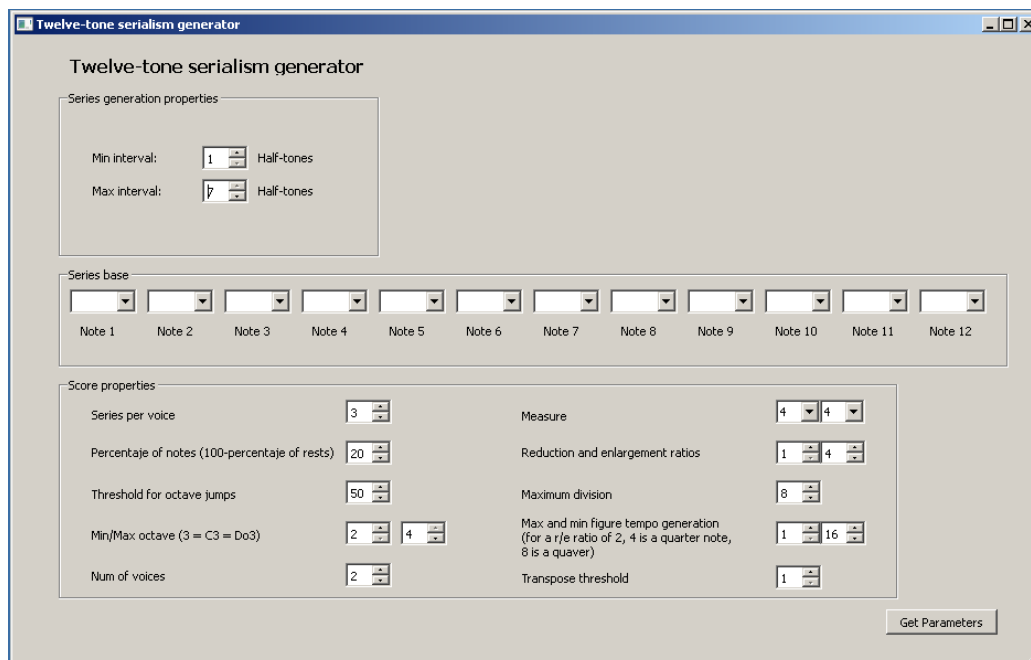 Twelve-tone serialism generator
Twelve-tone serialism generator
Series generation properties
Min interval: 1 Half-tones
Max interval: 7 Half-tones
Series base
Note 1 Note 2 Note 3 Note 4 Note 5 Note 6 Note 7 Note 8 Note 9 Note 10 Note 11 Note 12
Score properties
Series per voice 3
Measure 4 4
Percentaje of notes (100-percentaje of rests) 20
Reduction and enlargement ratios 1 4
Threshold for octave jumps 50
Maximum division 8
Min/Max octave (3 = C3 = Do3) 2 4
Max and min figure tempo generation
(for a r/e ratio of 2, 4 is a quarter note, 1 16
8 is a quaver)
Num of voices 2
Transpose threshold 1
Get Parameters